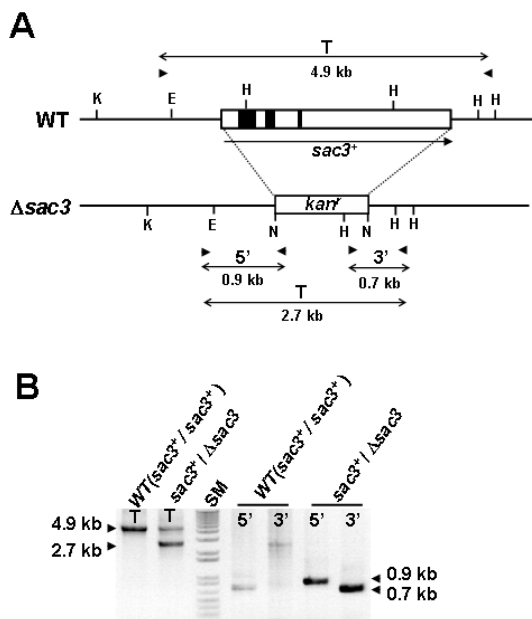 A
T
4.9 kb
K E H H H H
WT
sac3⁺
Δsac3
kanʳ
K E N H N H H
5' 3'
0.9 kb 0.7 kb
T
2.7 kb
B
WT(sac3⁺/ sac3⁺)
sac3⁺/ Δsac3
SM
WT(sac3⁺/ sac3⁺)
sac3⁺/ Δsac3
T T 5' 3' 5' 3'
4.9 kb
2.7 kb
0.9 kb
0.7 kb